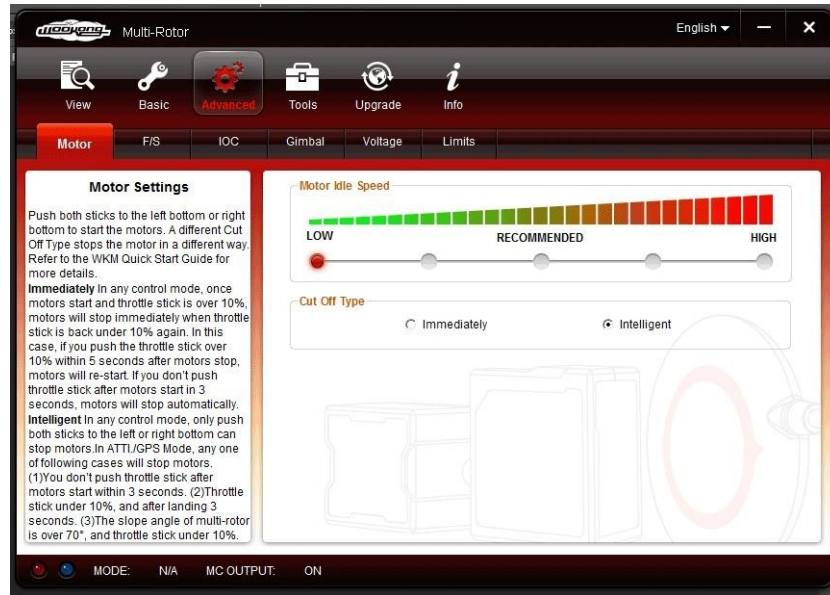 WooKong
Multi-Rotor
English
View
Basic
Advanced
Tools
Upgrade
Info
Motor
F/S
IOC
Gimbal
Voltage
Limits
Motor Settings
Push both sticks to the left bottom or right
bottom to start the motors. A different Cut
Off Type stops the motor in a different way.
Refer to the WKM Quick Start Guide for
more details.
Immediately In any control mode, once
motors start and throttle stick is over 10%,
motors will stop immediately when throttle
stick is back under 10% again. In this
case, if you push the throttle stick over
10% within 5 seconds after motors stop,
motors will re-start. If you don't push
throttle stick after motors start in 3
seconds, motors will stop automatically.
Intelligent In any control mode, only push
both sticks to the left or right bottom can
stop motors.In ATTI./GPS Mode, any one
of following cases will stop motors.
(1)You don't push throttle stick after
motors start within 3 seconds. (2)Throttle
stick under 10%, and after landing 3
seconds. (3)The slope angle of multi-rotor
is over 70°, and throttle stick under 10%.
Motor Idle Speed
LOW
RECOMMENDED
HIGH
Cut Off Type
Immediately
Intelligent
MODE: N/A MC OUTPUT: ON